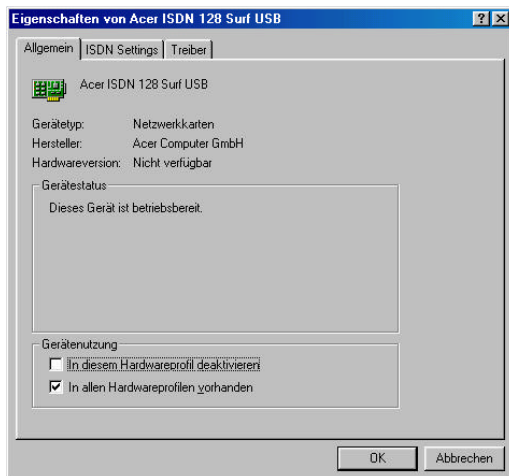 Eigenschaften von Acer ISDN 128 Surf USB
Allgemein ISDN Settings Treiber
Acer ISDN 128 Surf USB
Gerätetyp: Netzwerkkarten
Hersteller: Acer Computer GmbH
Hardwareversion: Nicht verfügbar
Gerätestatus
Dieses Gerät ist betriebsbereit.
Gerätenutzung
In diesem Hardwareprofil deaktivieren
In allen Hardwareprofilen vorhanden
OK Abbrechen